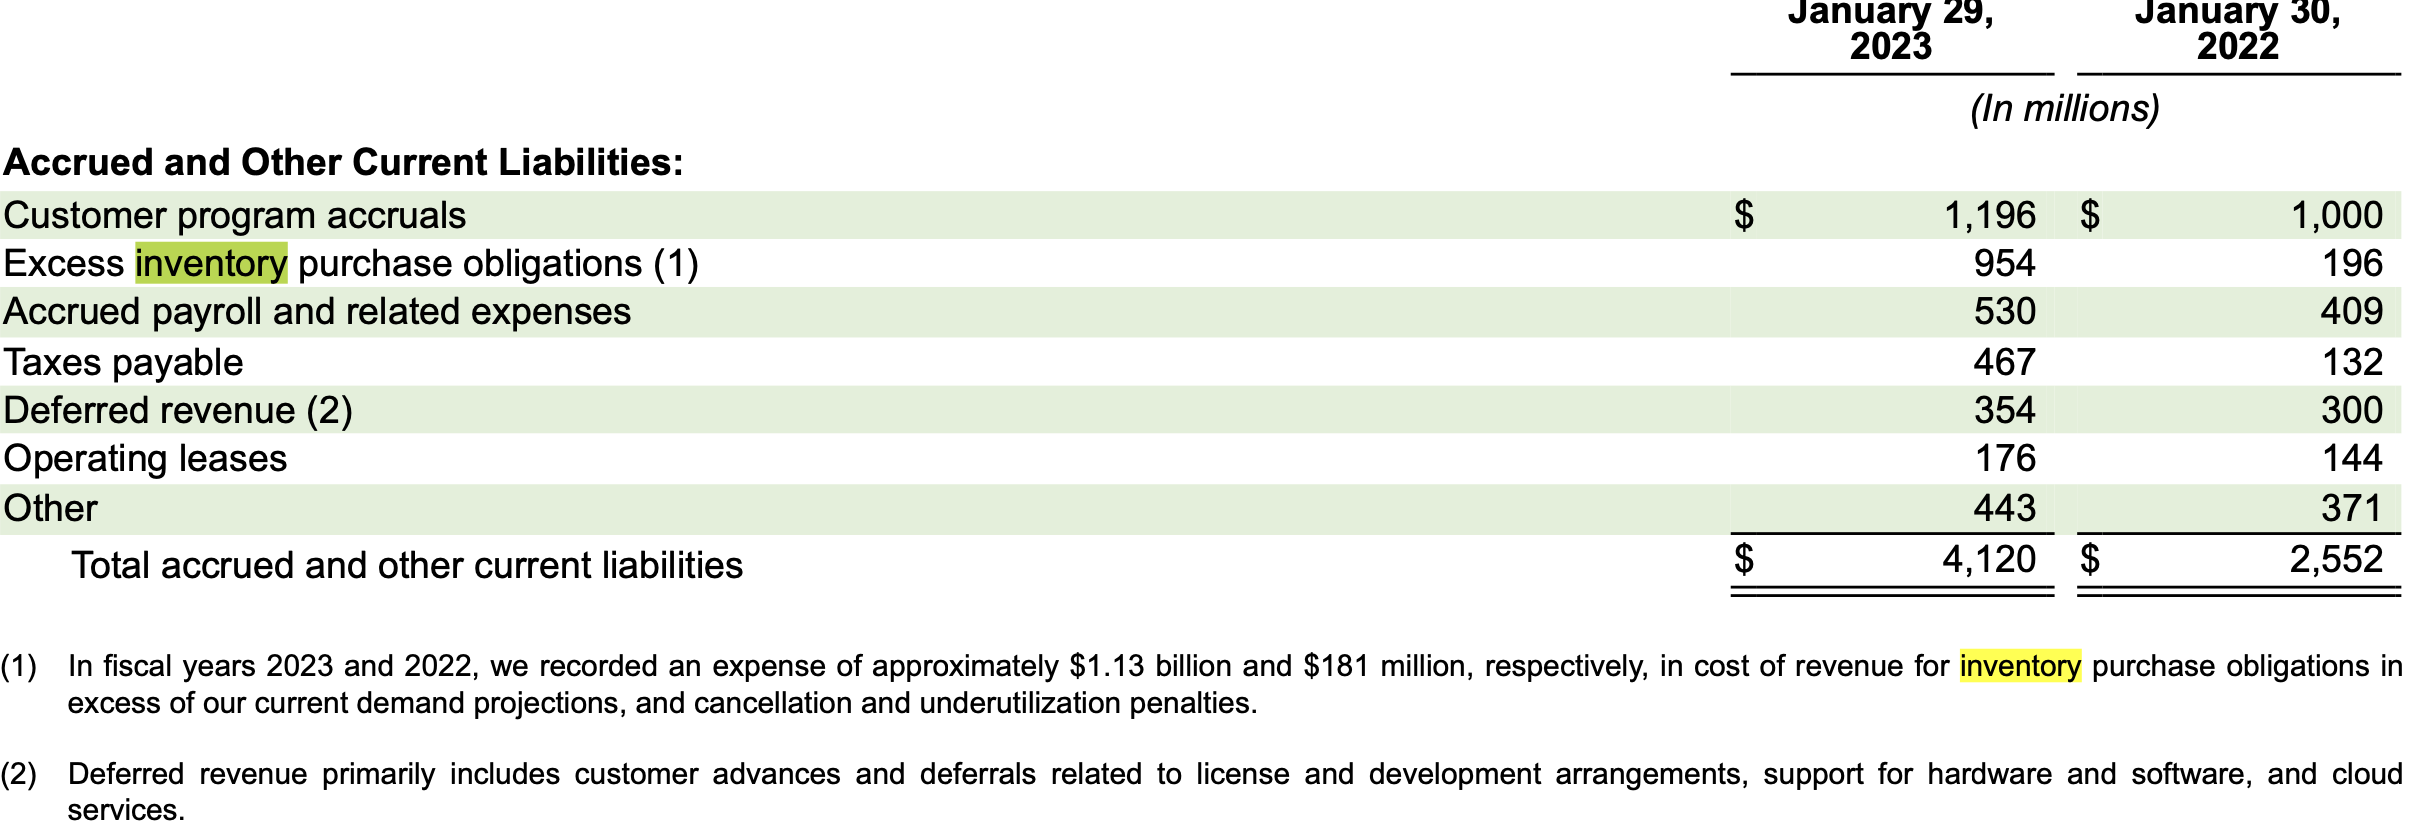 January 29, January 30,
2023 2022
(In millions)
Accrued and Other Current Liabilities:
Customer program accruals $ 1,196 $ 1,000
Excess inventory purchase obligations (1) 954 196
Accrued payroll and related expenses 530 409
Taxes payable 467 132
Deferred revenue (2) 354 300
Operating leases 176 144
Other 443 371
Total accrued and other current liabilities $ 4,120 $ 2,552
(1) In fiscal years 2023 and 2022, we recorded an expense of approximately $1.13 billion and $181 million, respectively, in cost of revenue for inventory purchase obligations in
excess of our current demand projections, and cancellation and underutilization penalties.
(2) Deferred revenue primarily includes customer advances and deferrals related to license and development arrangements, support for hardware and software, and cloud
services.